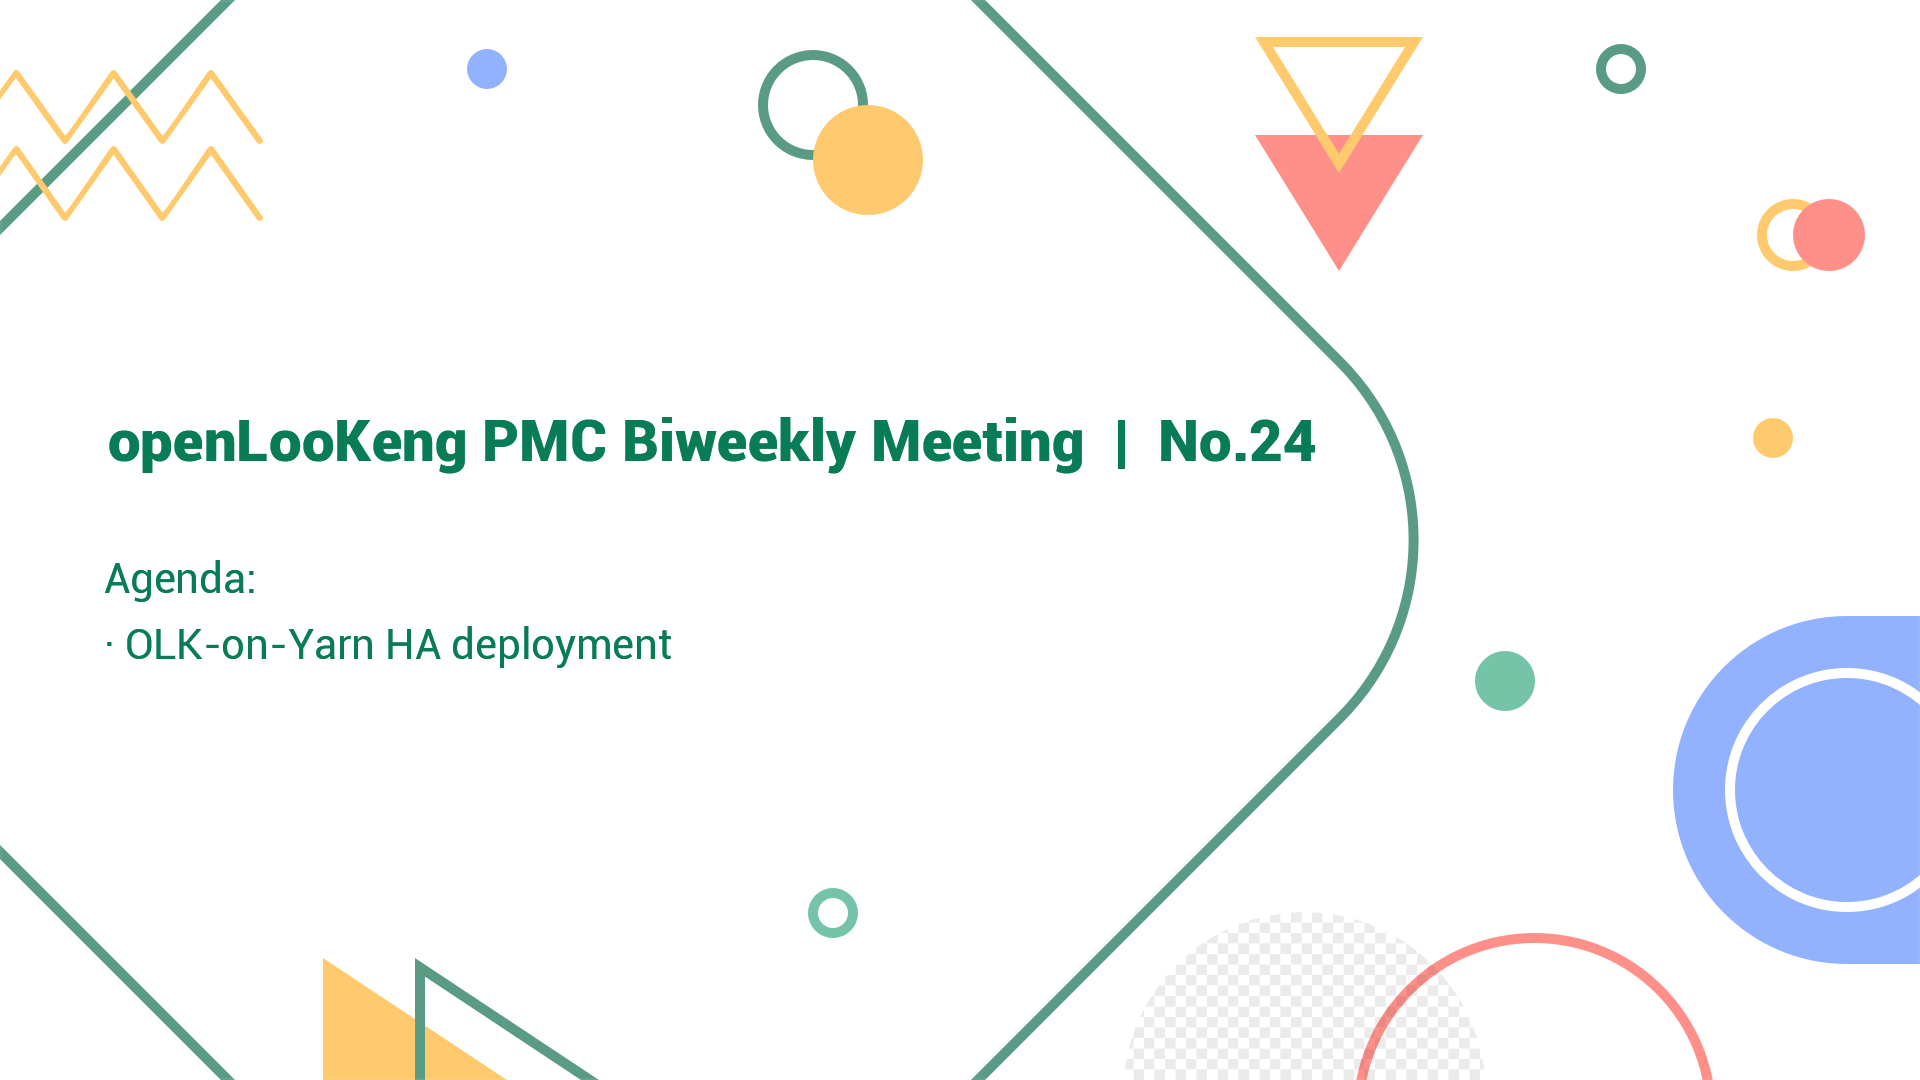 openLooKeng PMC Biweekly Meeting | No.24
Agenda:
· OLK-on-Yarn HA deployment